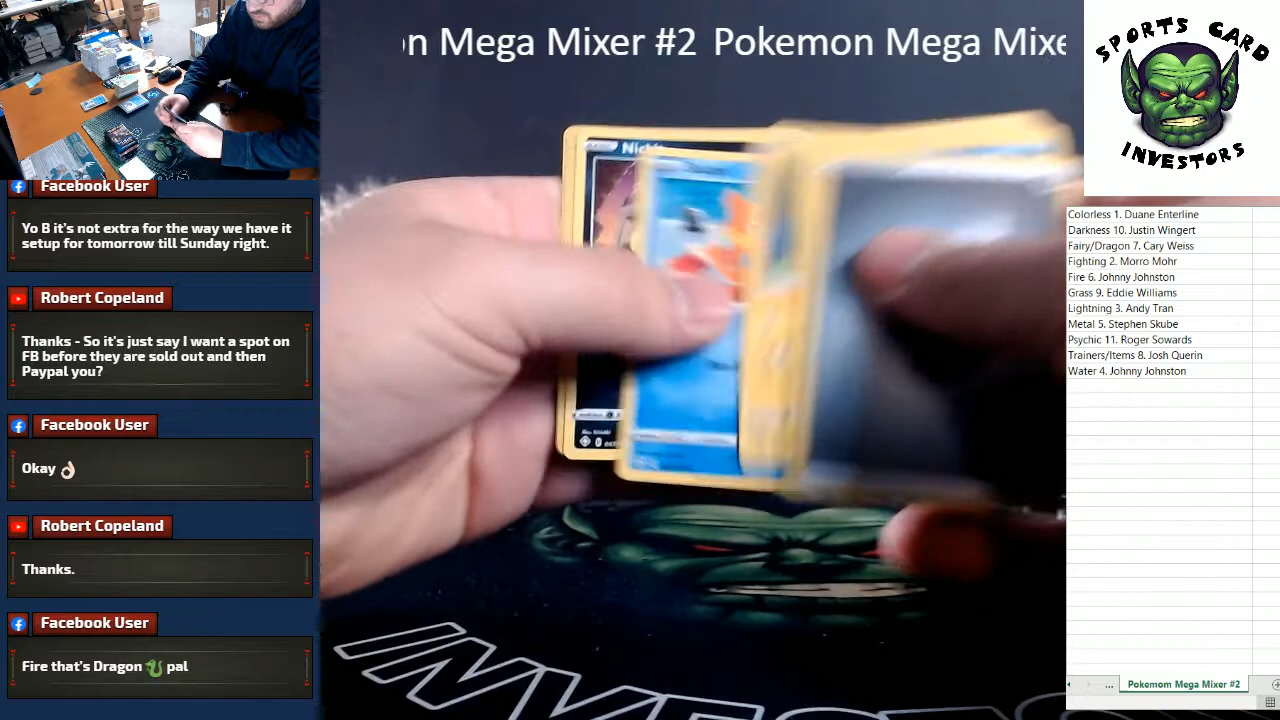 n Mega Mixer #2 Pokemon Mega Mixe
SPORTS CARD
INVESTORS
Facebook User
Yo B it's not extra for the way we have it
setup for tomorrow till Sunday right.
Robert Copeland
Thanks - So it's just say I want a spot on
FB before they are sold out and then
Paypal you?
Facebook User
Okay 👌🏻
Robert Copeland
Thanks.
Facebook User
Fire that's Dragon 🐉 pal
Colorless 1. Duane Enterline
Darkness 10. Justin Wingert
Fairy/Dragon 7. Cary Weiss
Fighting 2. Morro Mohr
Fire 6. Johnny Johnston
Grass 9. Eddie Williams
Lightning 3. Andy Tran
Metal 5. Stephen Skube
Psychic 11. Roger Sowards
Trainers/Items 8. Josh Querin
Water 4. Johnny Johnston
... Pokemom Mega Mixer #2